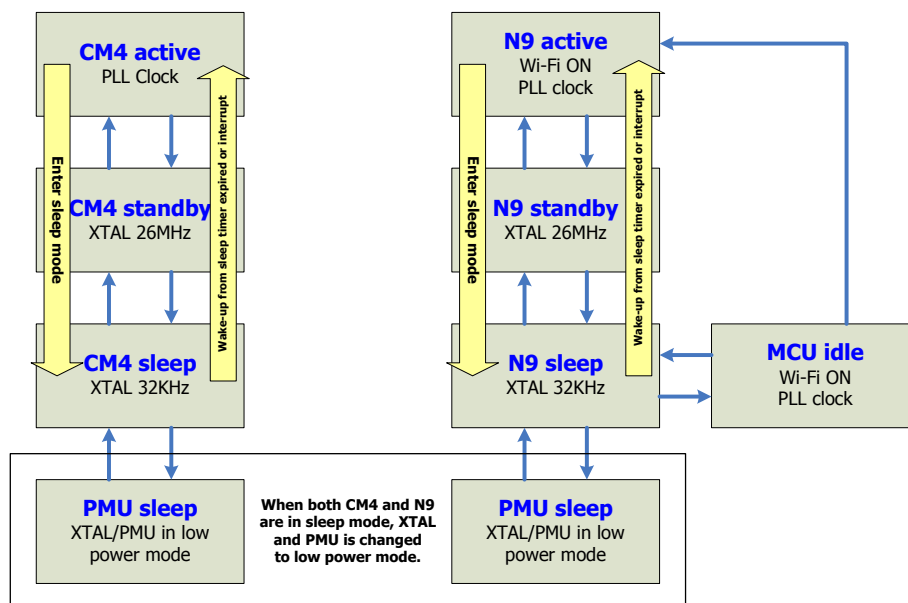 CM4 active
PLL Clock
Enter sleep mode
Wake-up from sleep timer expired or interrupt
CM4 standby
XTAL 26MHz
CM4 sleep
XTAL 32KHz
PMU sleep
XTAL/PMU in low
power mode
When both CM4 and N9
are in sleep mode, XTAL
and PMU is changed
to low power mode.
N9 active
Wi-Fi ON
PLL clock
Enter sleep mode
Wake-up from sleep timer expired or interrupt
N9 standby
XTAL 26MHz
N9 sleep
XTAL 32KHz
MCU idle
Wi-Fi ON
PLL clock
PMU sleep
XTAL/PMU in low
power mode